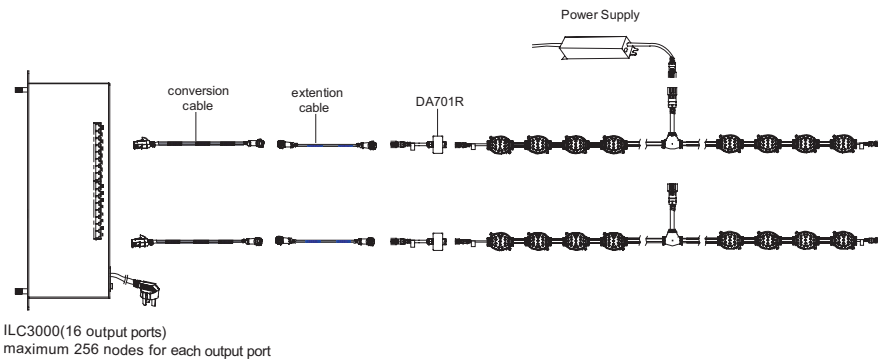 Power Supply
conversion
cable
extention
cable
DA701R
ILC3000(16 output ports)
maximum 256 nodes for each output port